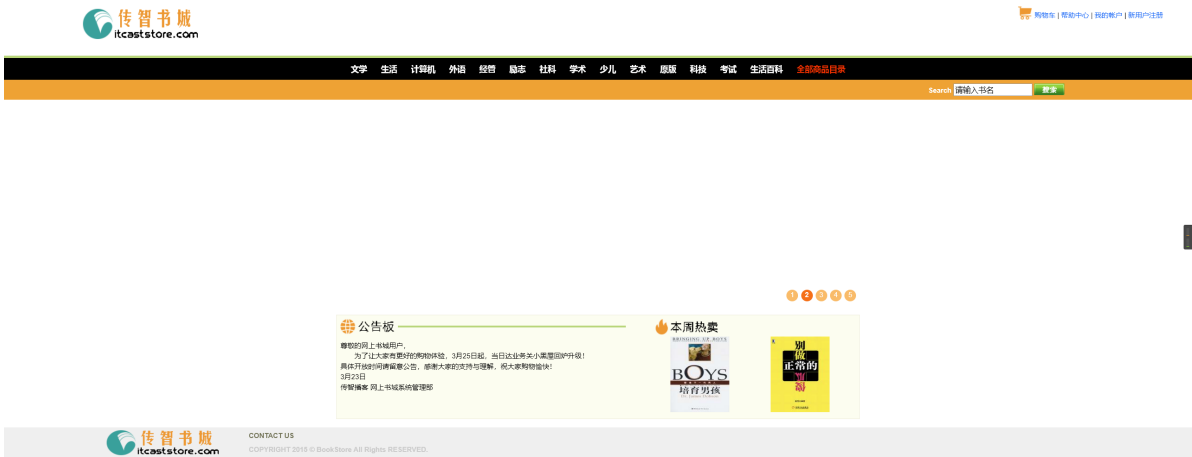 传智书城
itcaststore.com
购物车 | 帮助中心 | 我的帐户 | 新用户注册
文学 生活 计算机 外语 经管 励志 社科 学术 少儿 艺术 原版 科技 考试 生活百科 全部商品目录
Search 请输入书名 搜索
1 2 3 4 5
公告板
尊敬的网上书城用户，
为了让大家有更好的购物体验，3月25日起，当日达业务关小黑屋回炉升级！
具体开放时间请留意公告，感谢大家的支持与理解，祝大家购物愉快！
3月23日
传智播客 网上书城系统管理部
本周热卖
BRINGING UP BOYS
BOYS
培育男孩
别
做
正常的
傻
瓜
传智书城
itcaststore.com
CONTACT US
COPYRIGHT 2015 © BookStore All Rights RESERVED.